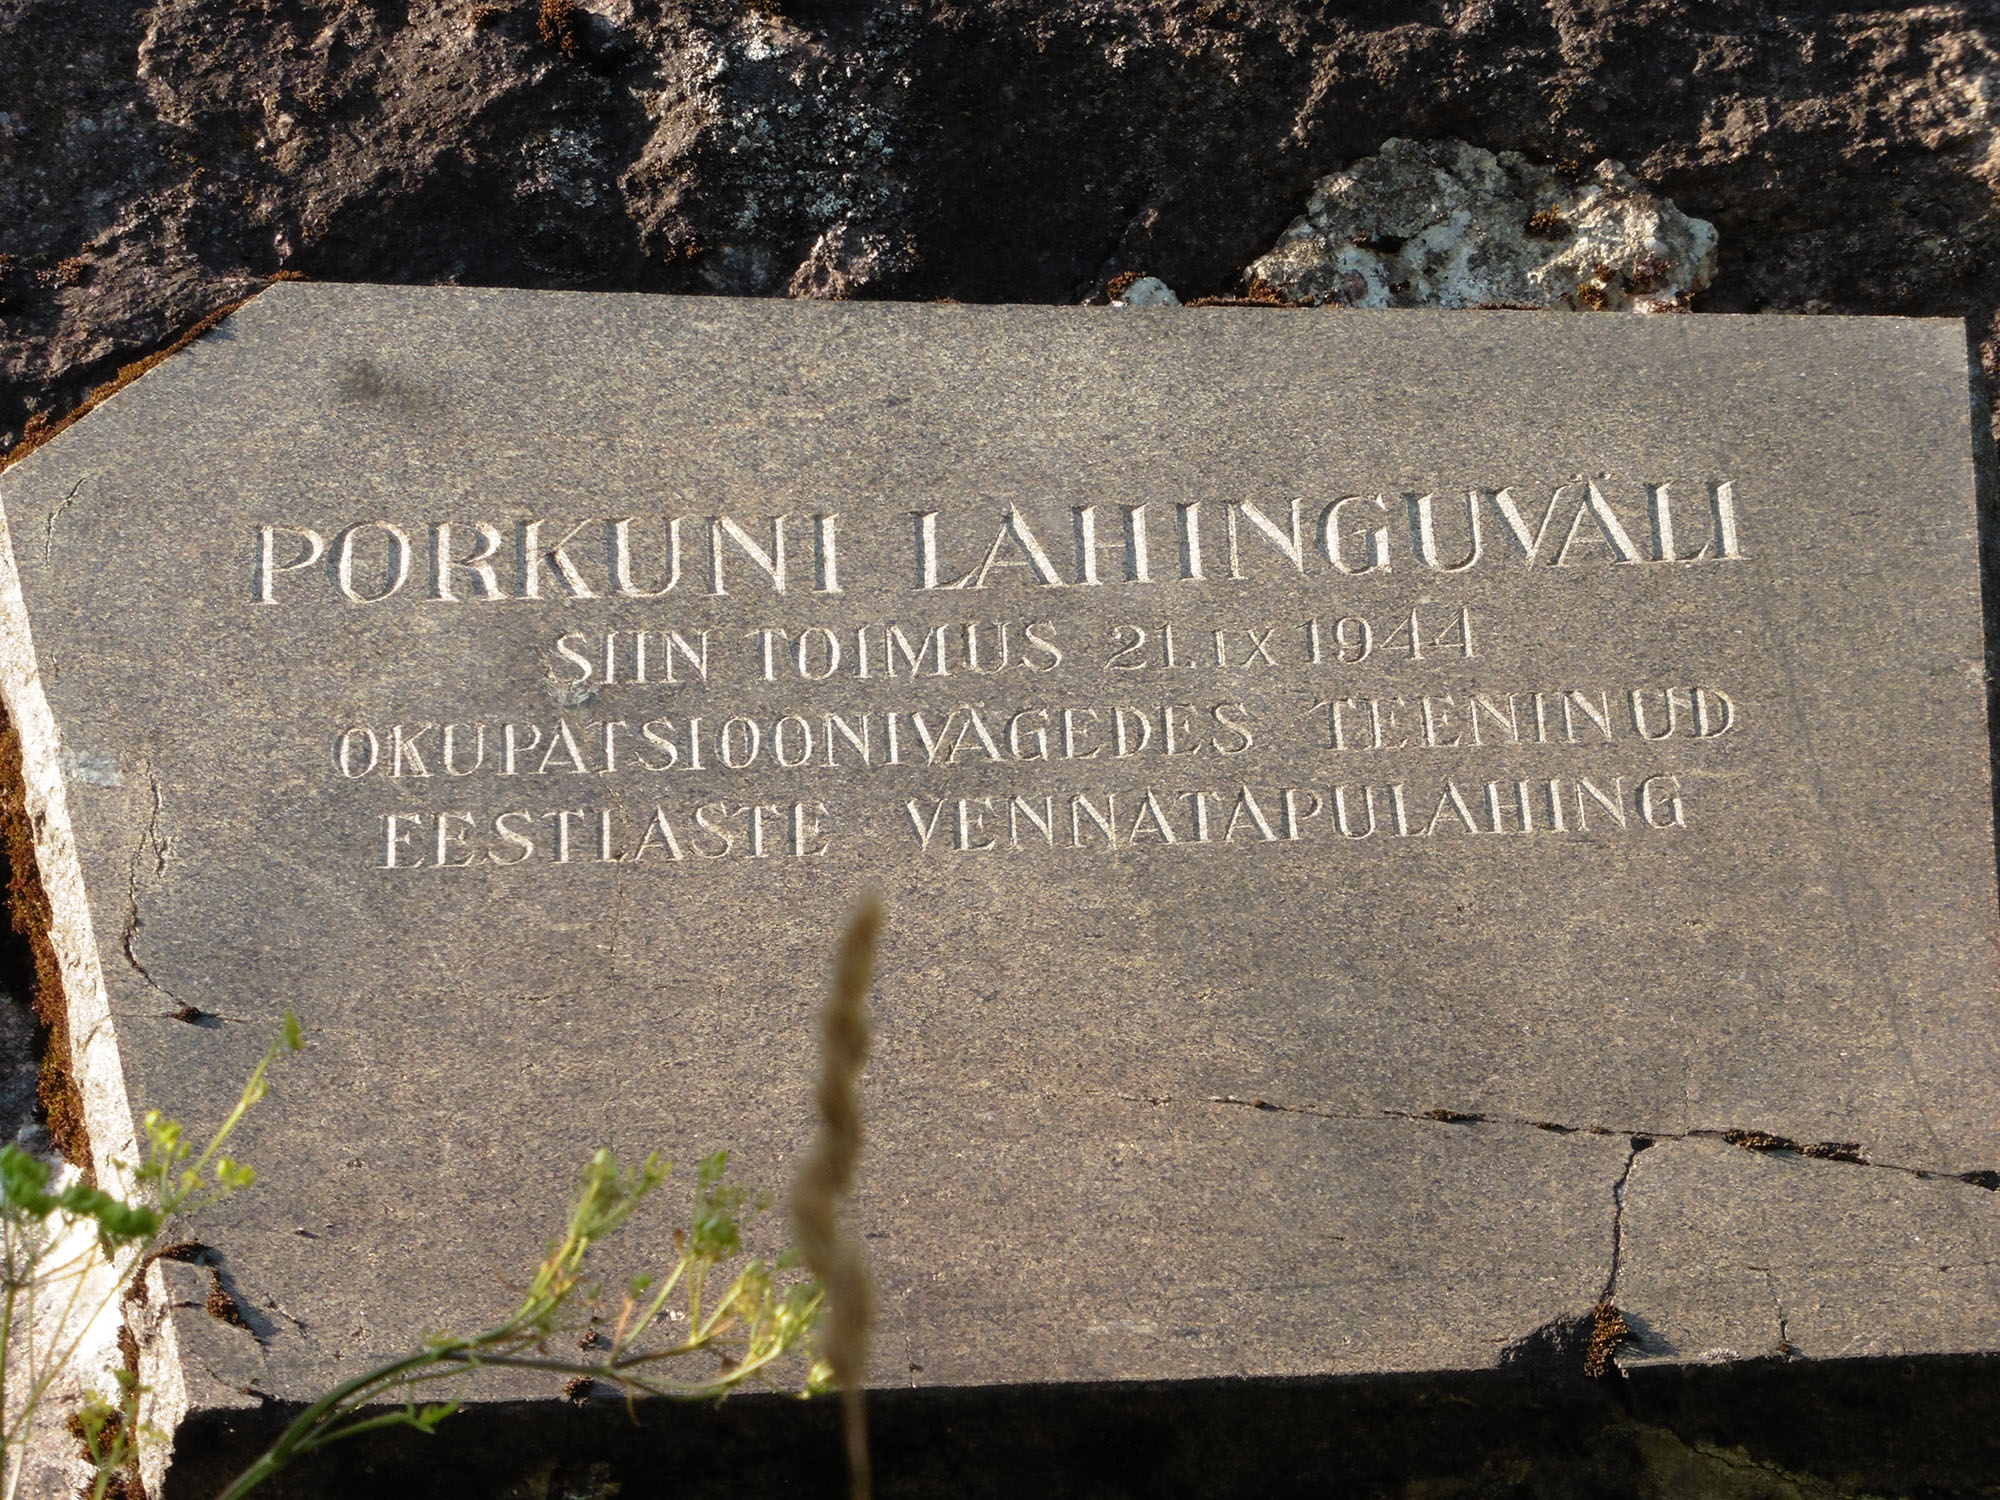 PORKUNI LAHINGUVÄLI
SIIN TOIMUS 21. IX 1944
OKUPATSIOONIVÄGEDES TEENINUD
EESTLASTE VENNATAPULAHING